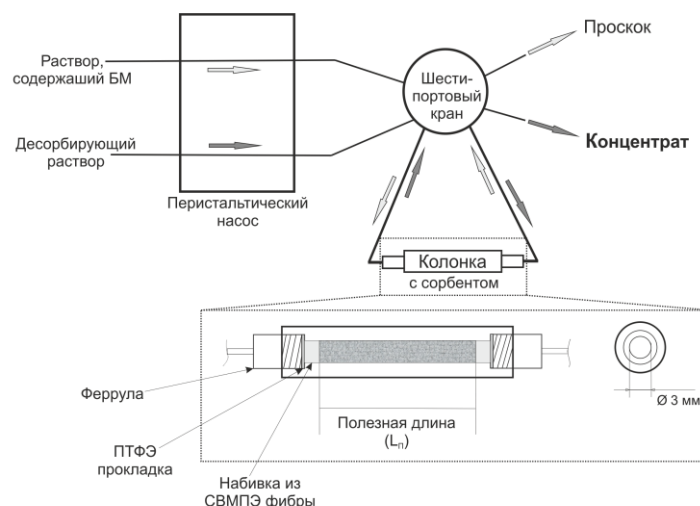 Раствор,
содержаший БМ
Десорбирующий
раствор
Перистальтический
насос
Шести-
портовый
кран
Проскок
Концентрат
Колонка
с сорбентом
Феррула
ПТФЭ
прокладка
Набивка из
СВМПЭ фибры
Полезная длина
(Lп)
Ø 3 мм